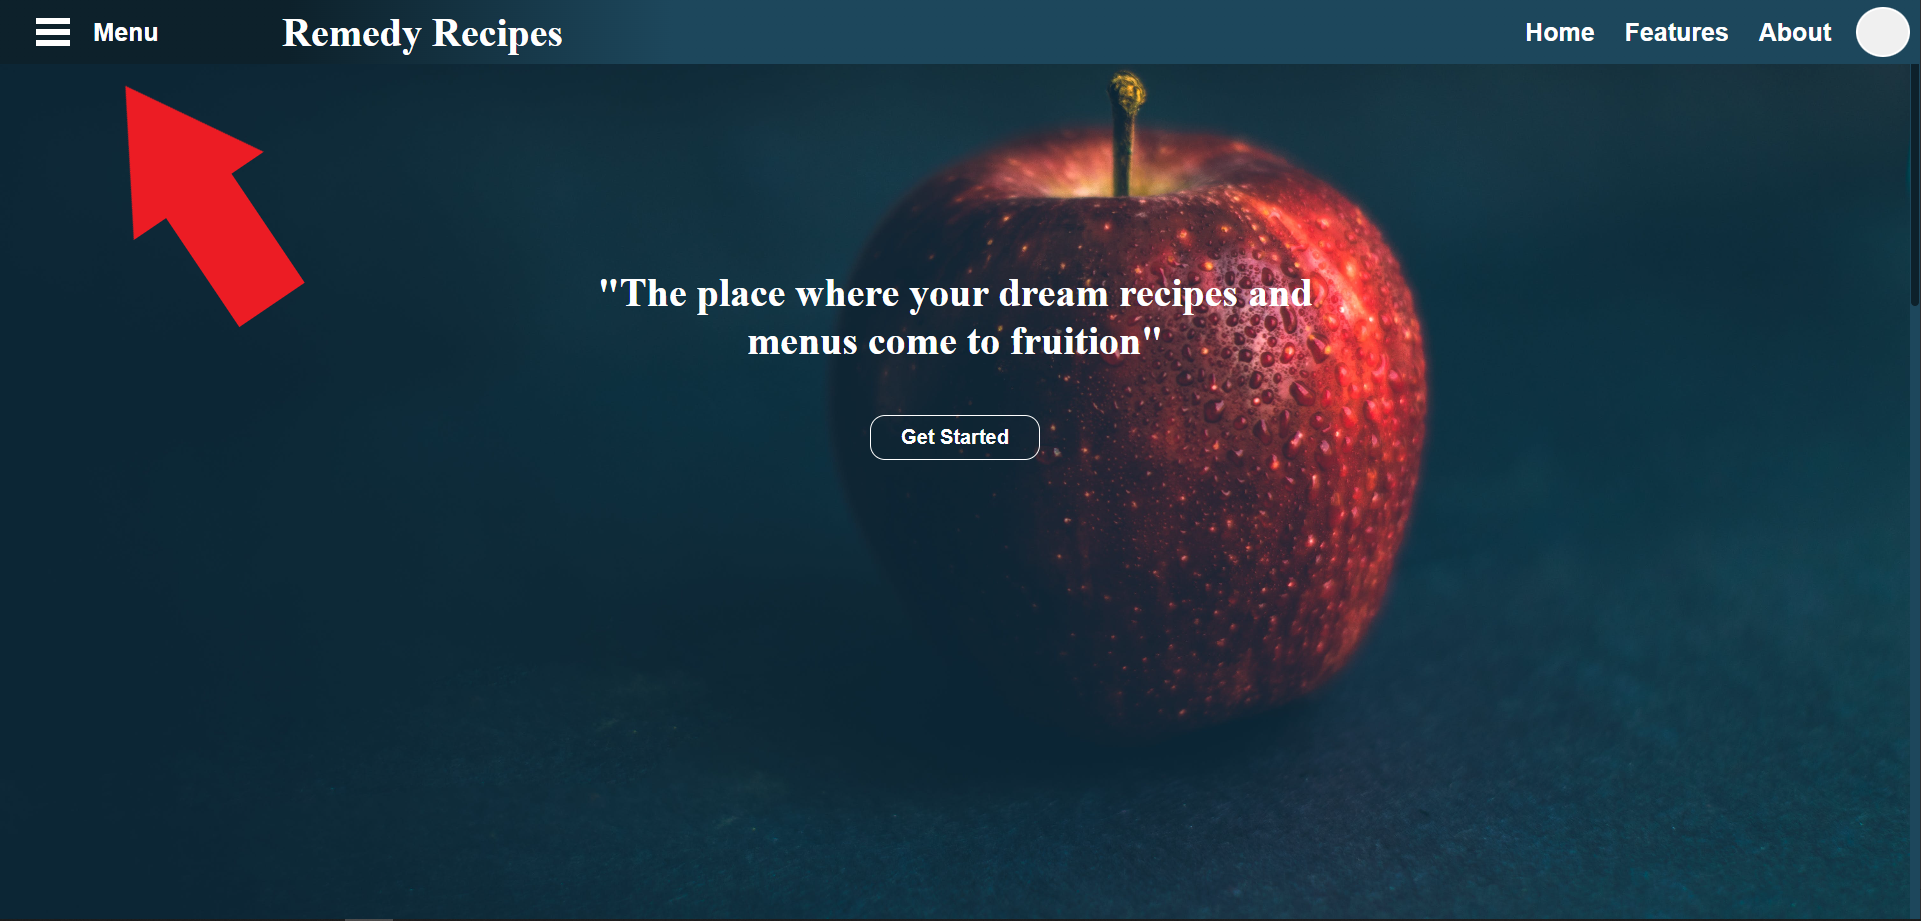 Menu
Remedy Recipes
Home
Features
About
"The place where your dream recipes and
menus come to fruition"
Get Started